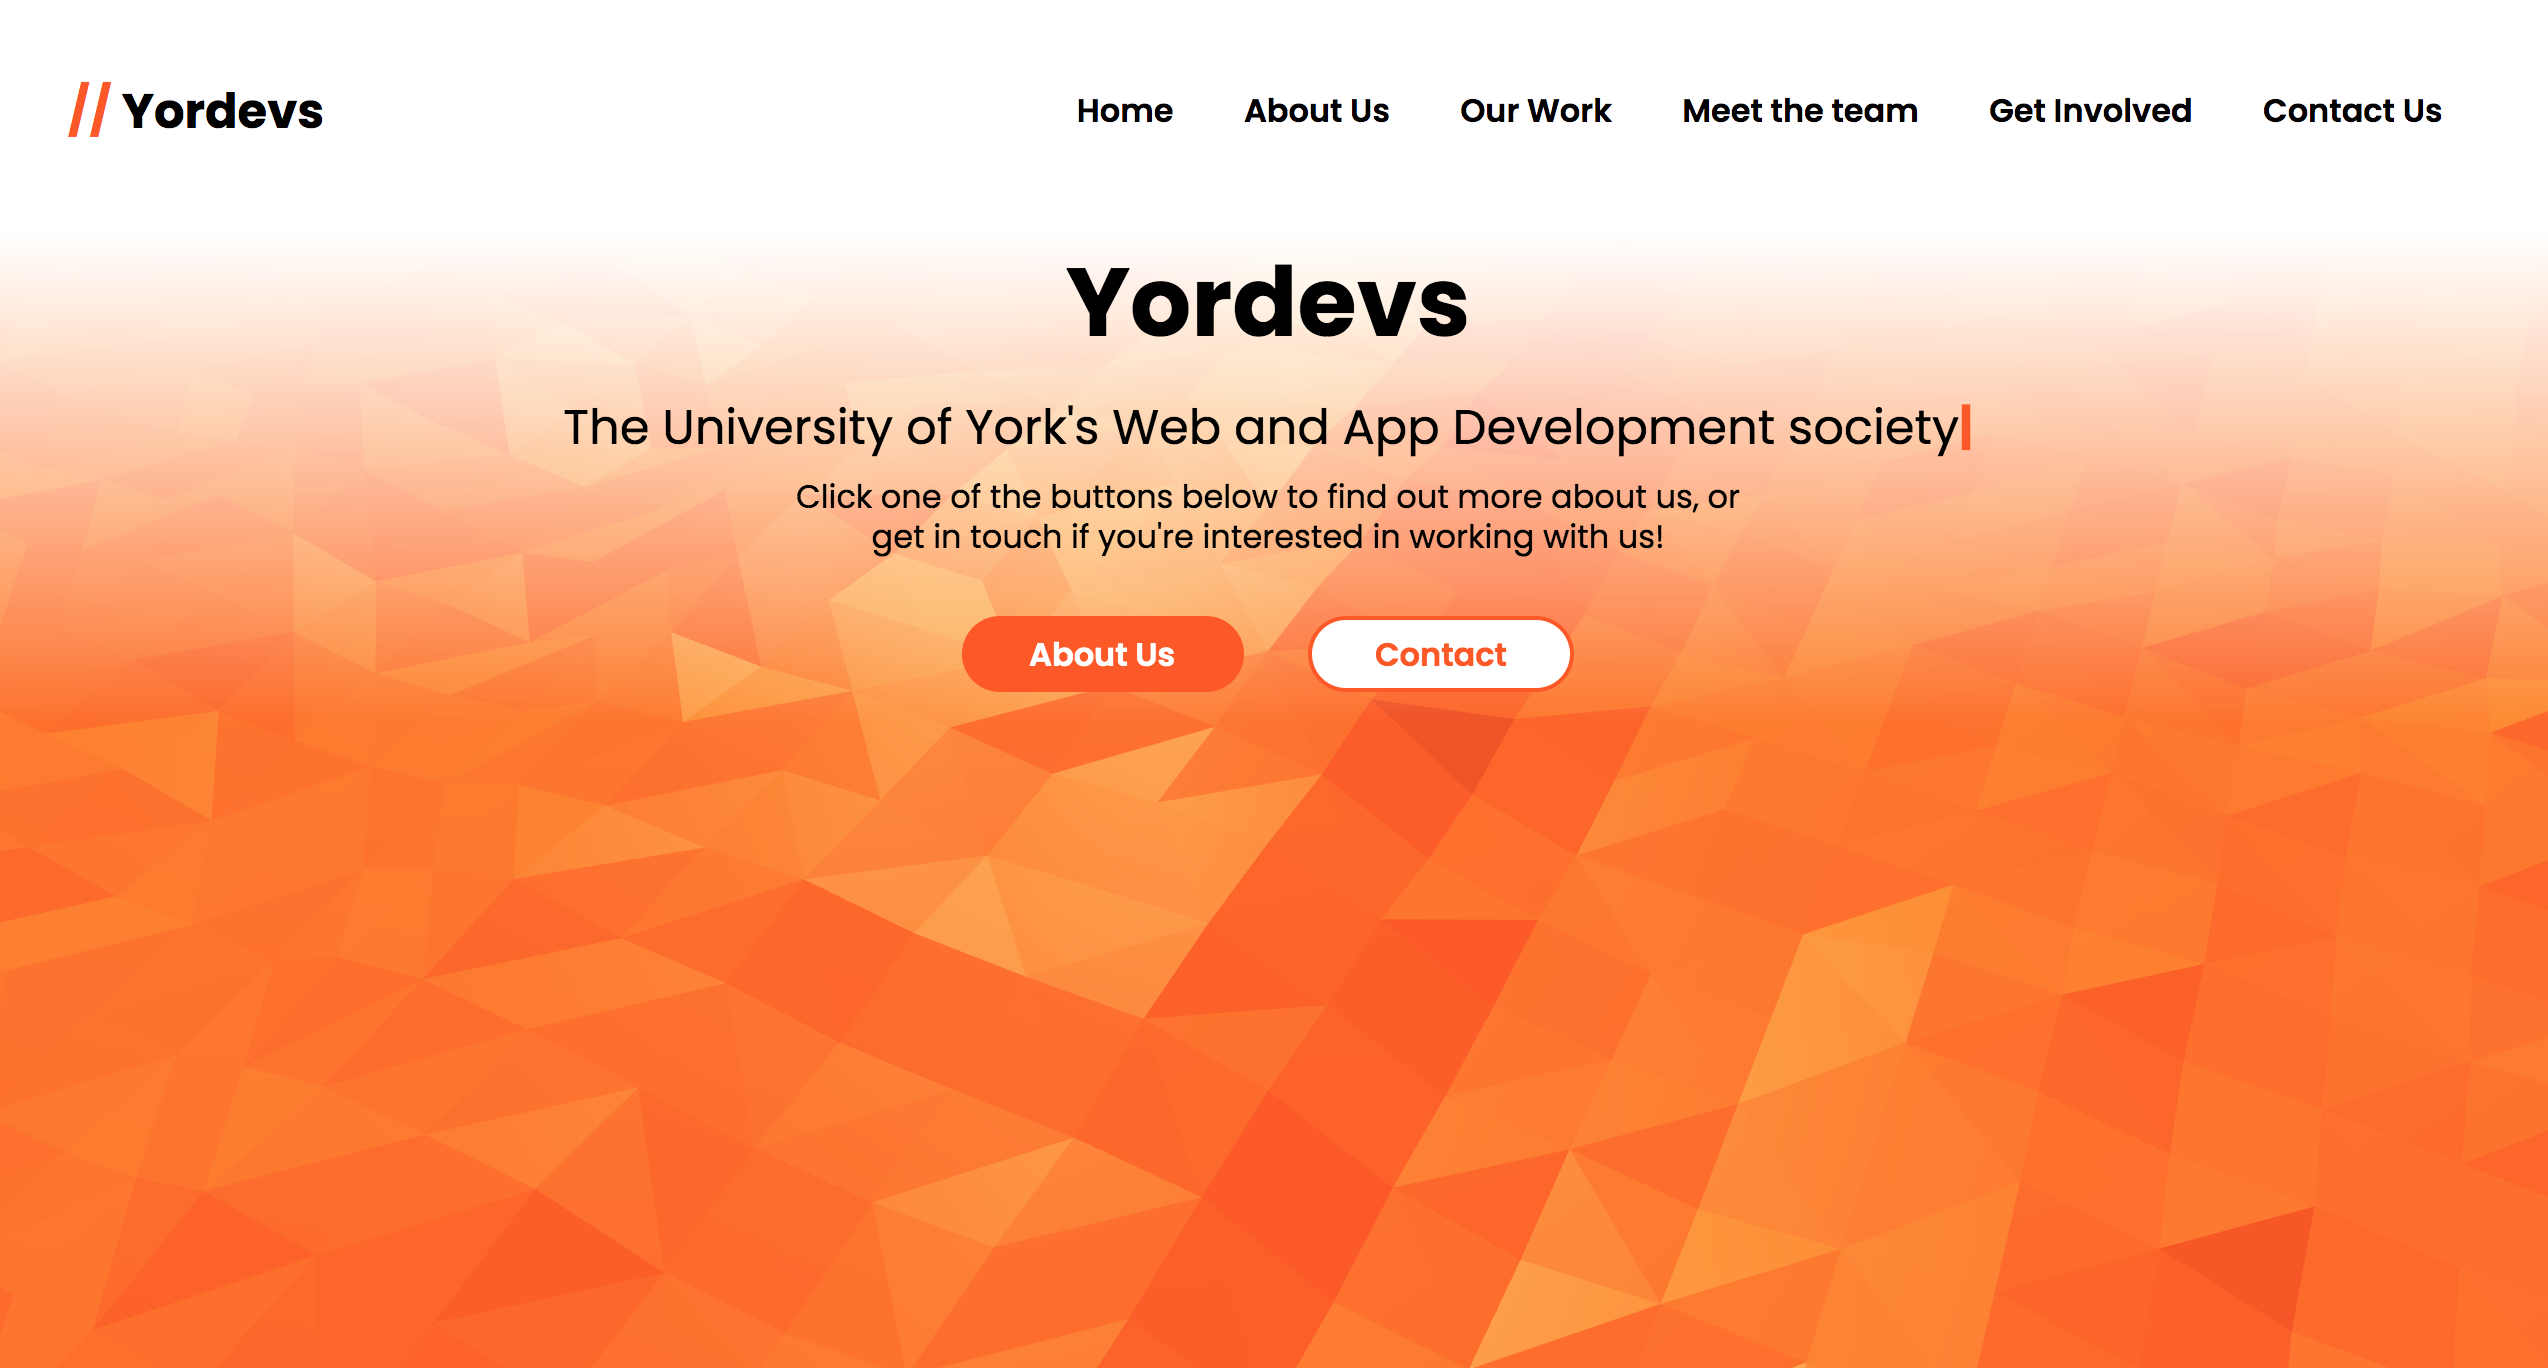 // Yordevs
Home About Us Our Work Meet the team Get Involved Contact Us
Yordevs
The University of York's Web and App Development society
Click one of the buttons below to find out more about us, or
get in touch if you're interested in working with us!
About Us Contact